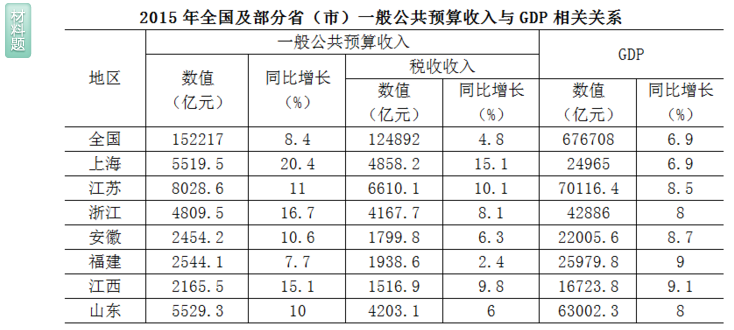 材料题
2015年全国及部分省（市）一般公共预算收入与GDP相关关系
地区 一般公共预算收入 GDP
税收收入
数值（亿元） 同比增长（%） 数值（亿元） 同比增长（%） 数值（亿元） 同比增长（%）
全国 152217 8.4 124892 4.8 676708 6.9
上海 5519.5 20.4 4858.2 15.1 24965 6.9
江苏 8028.6 11 6610.1 10.1 70116.4 8.5
浙江 4809.5 16.7 4167.7 8.1 42886 8
安徽 2454.2 10.6 1799.8 6.3 22005.6 8.7
福建 2544.1 7.7 1938.6 2.4 25979.8 9
江西 2165.5 15.1 1516.9 9.8 16723.8 9.1
山东 5529.3 10 4203.1 6 63002.3 8